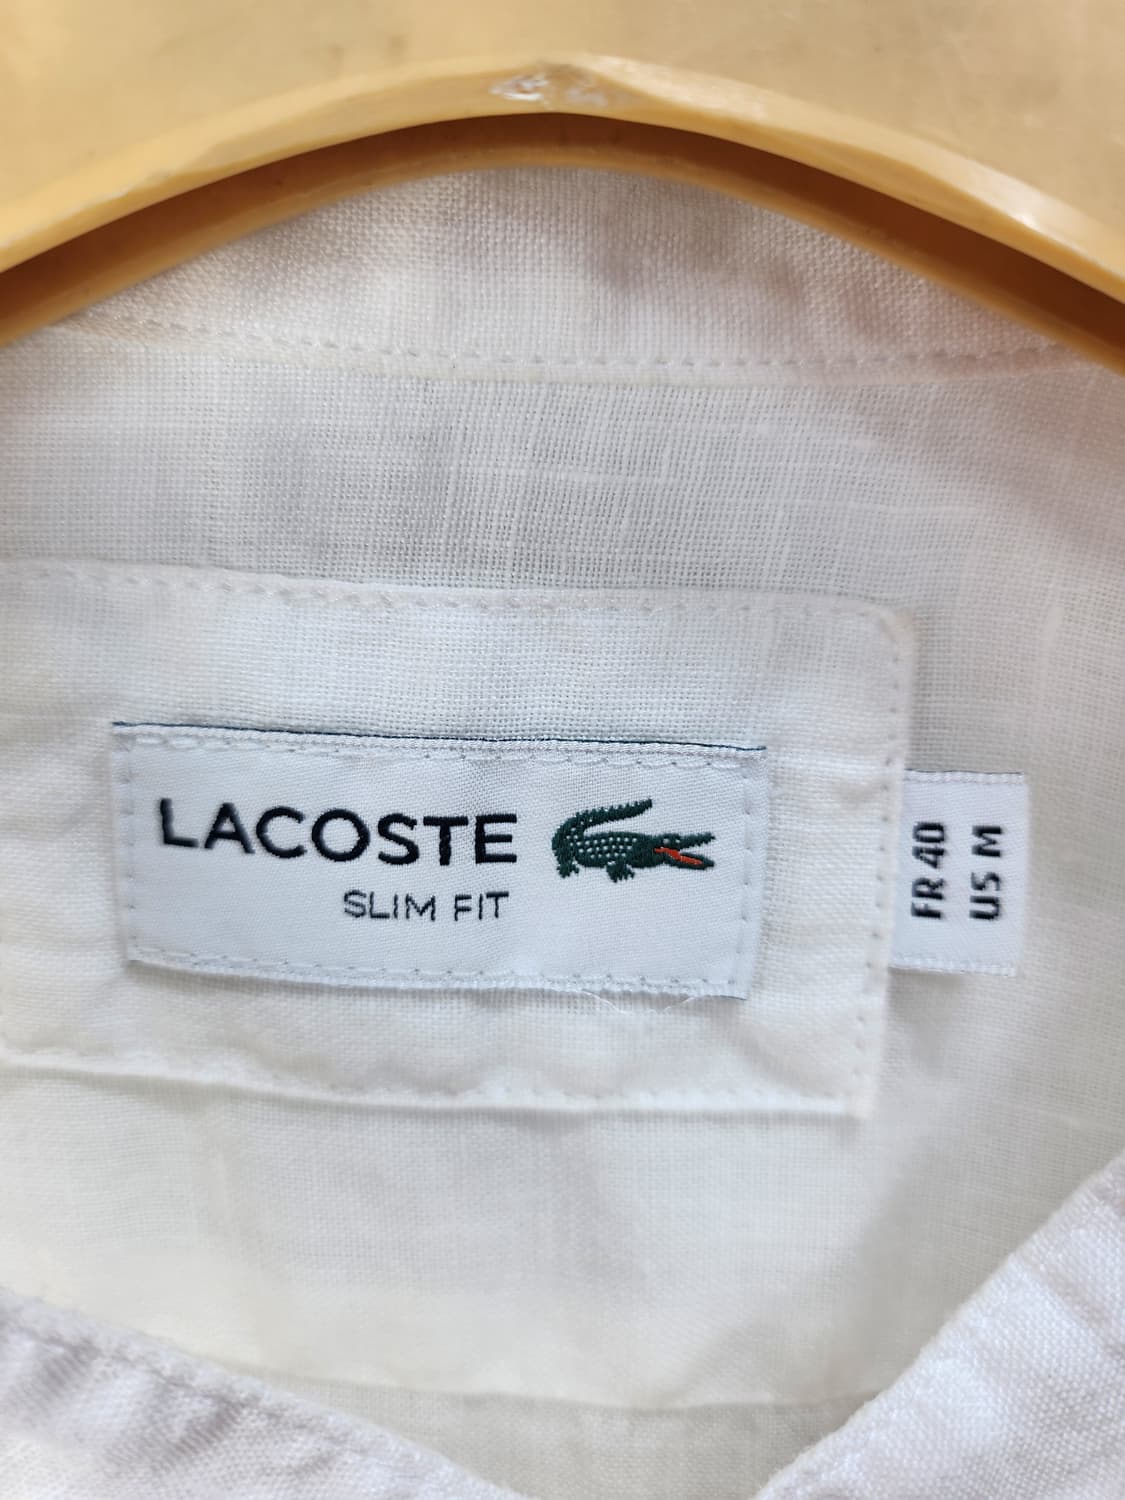 LACOSTE
SLIM FIT
FR 40
US M